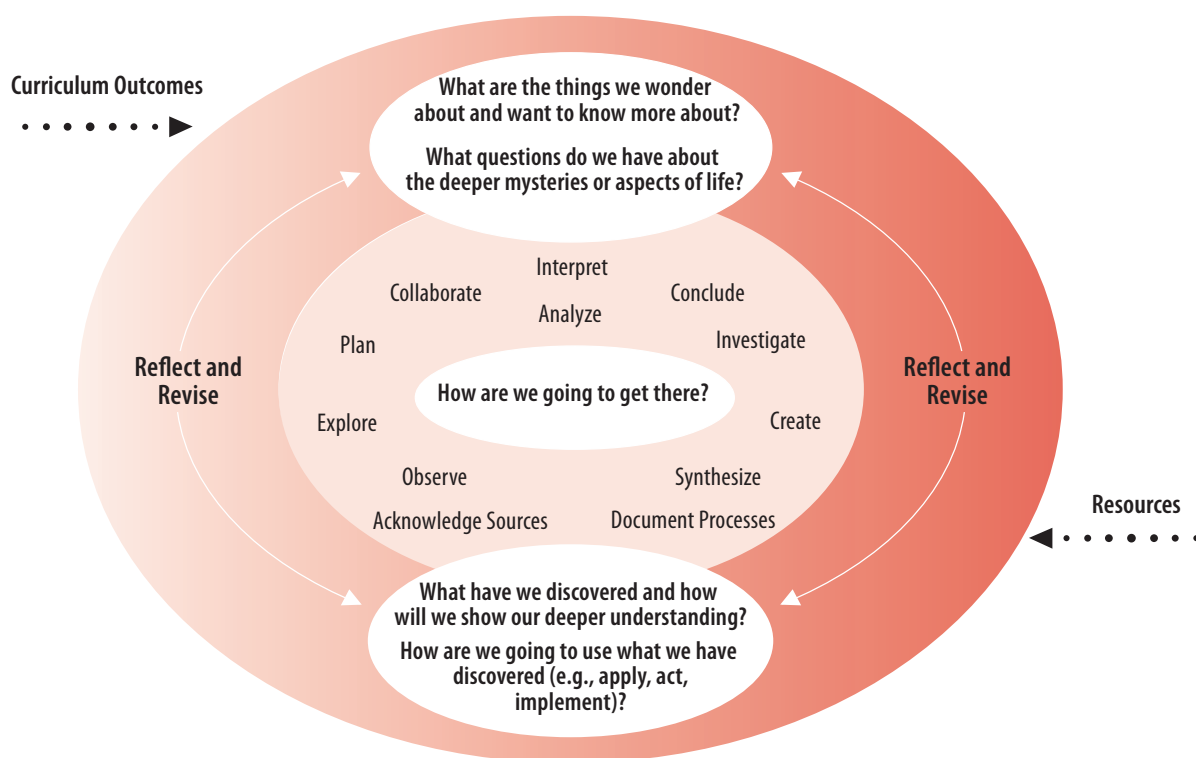 Curriculum Outcomes
What are the things we wonder
about and want to know more about?
What questions do we have about
the deeper mysteries or aspects of life?
Interpret
Collaborate
Conclude
Analyze
Plan
Investigate
Reflect and
Revise
How are we going to get there?
Reflect and
Revise
Explore
Create
Observe
Synthesize
Acknowledge Sources
Document Processes
Resources
What have we discovered and how
will we show our deeper understanding?
How are we going to use what we have
discovered (e.g., apply, act,
implement)?